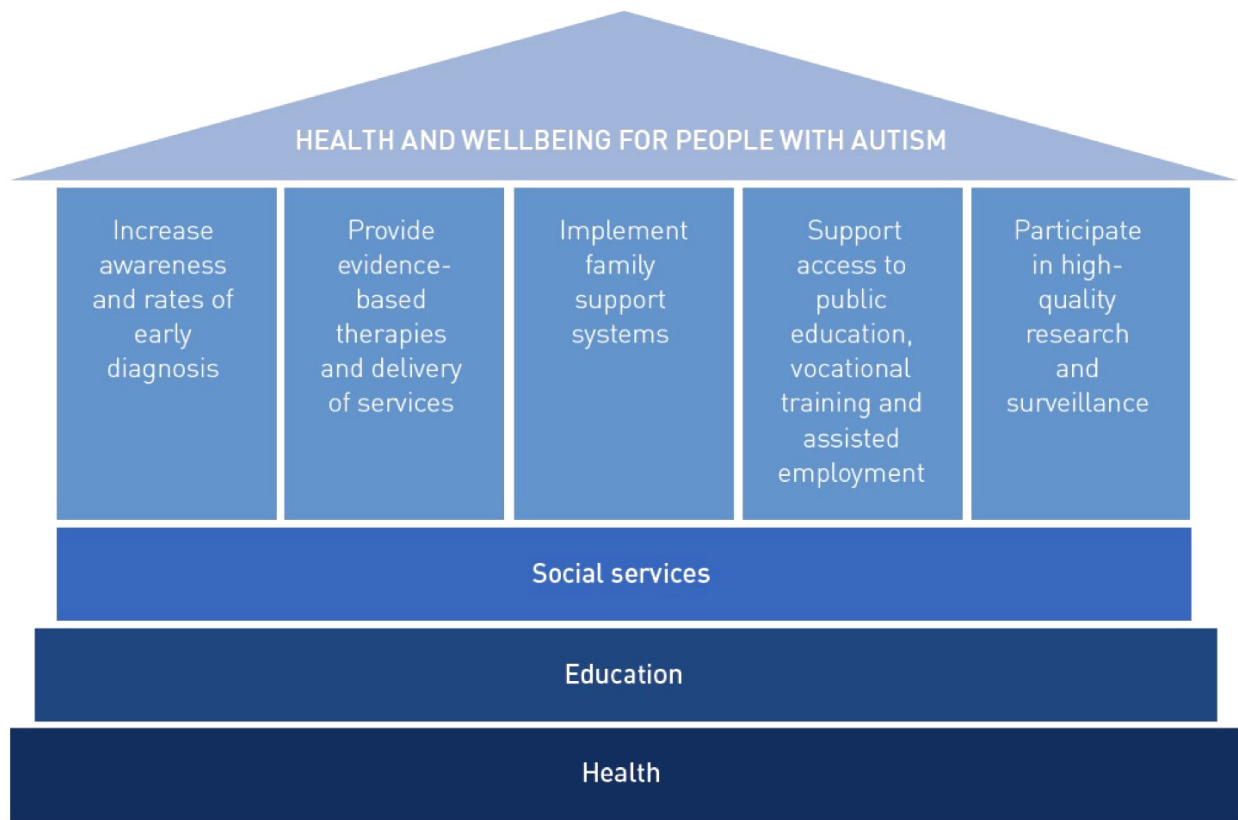 HEALTH AND WELLBEING FOR PEOPLE WITH AUTISM
Increase
awareness
and rates of
early
diagnosis
Provide
evidence-
based
therapies
and delivery
of services
Implement
family
support
systems
Support
access to
public
education,
vocational
training and
assisted
employment
Participate
in high-
quality
research
and
surveillance
Social services
Education
Health